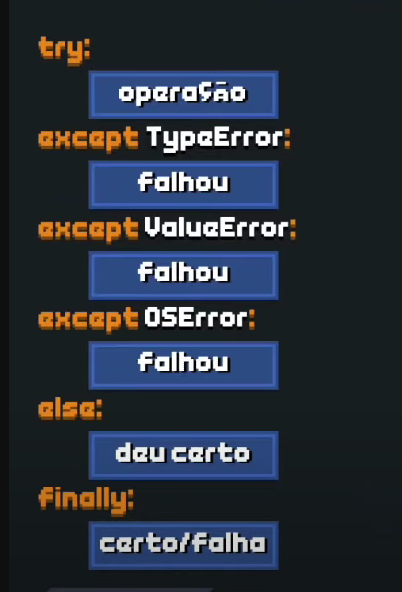 try:
operação
except TypeError:
falhou
except ValueError:
falhou
except OSError:
falhou
else:
deu certo
finally:
certo/falha